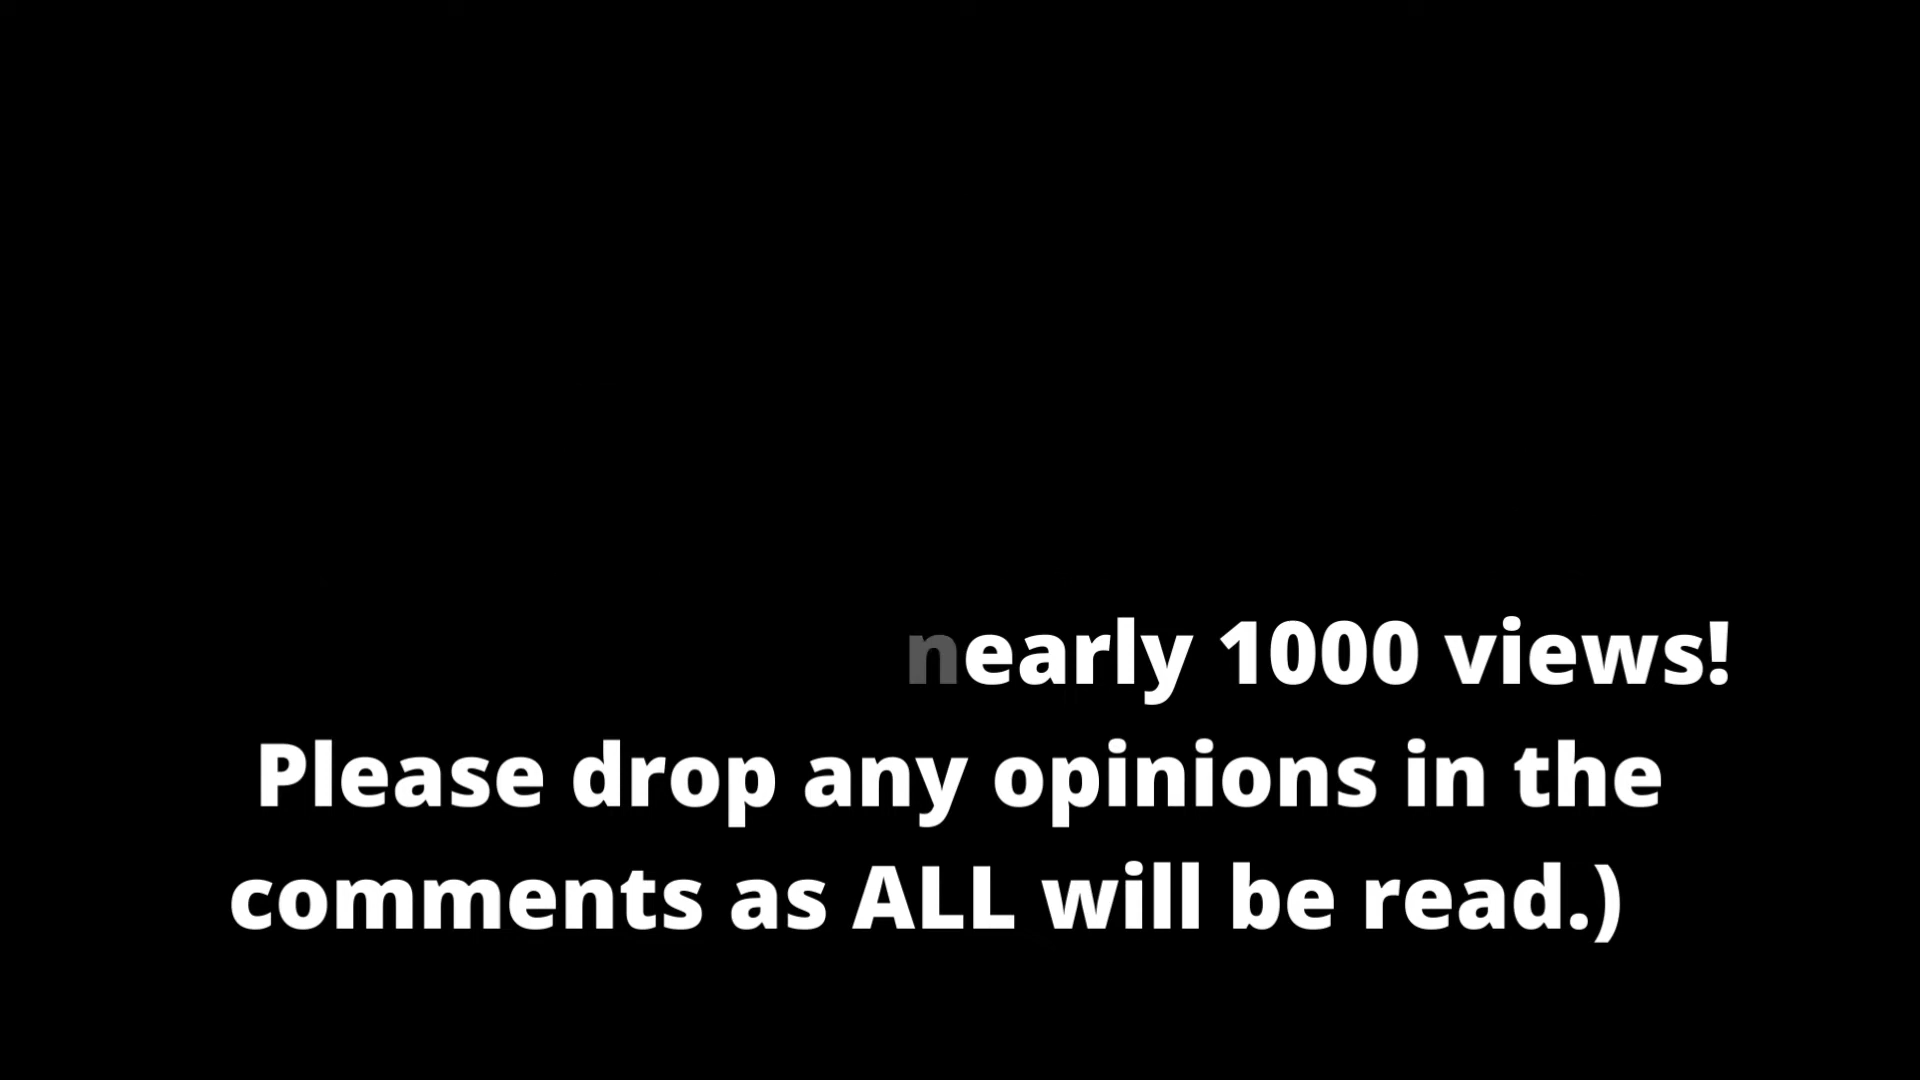 nearly 1000 views!
Please drop any opinions in the
comments as ALL will be read.)